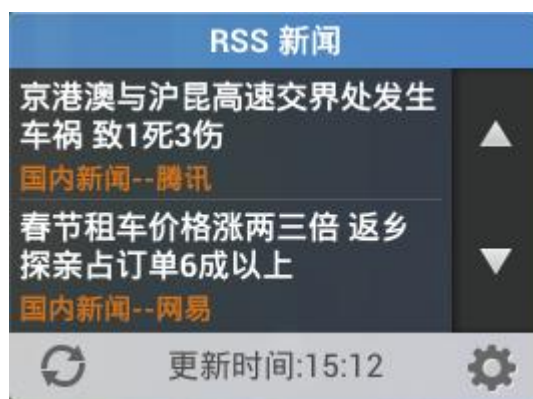 RSS 新闻
京港澳与沪昆高速交界处发生
车祸 致1死3伤
国内新闻--腾讯
春节租车价格涨两三倍 返乡
探亲占订单6成以上
国内新闻--网易
更新时间:15:12